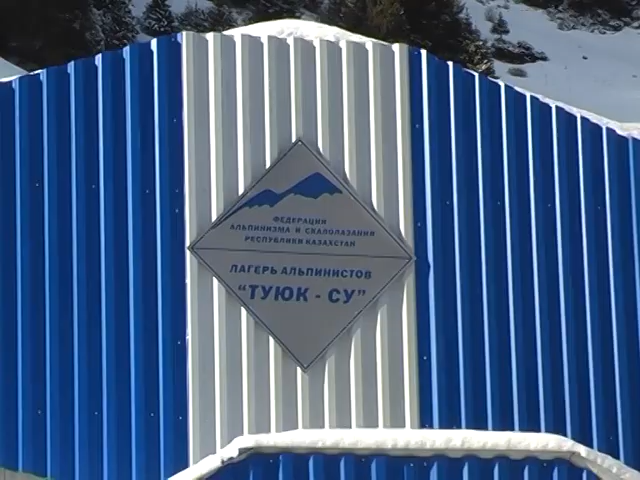 ФЕДЕРАЦИЯ
АЛЬПИНИЗМА И СКАЛОЛАЗАНИЯ
РЕСПУБЛИКИ КАЗАХСТАН
ЛАГЕРЬ АЛЬПИНИСТОВ
“ТУЮК - СУ”